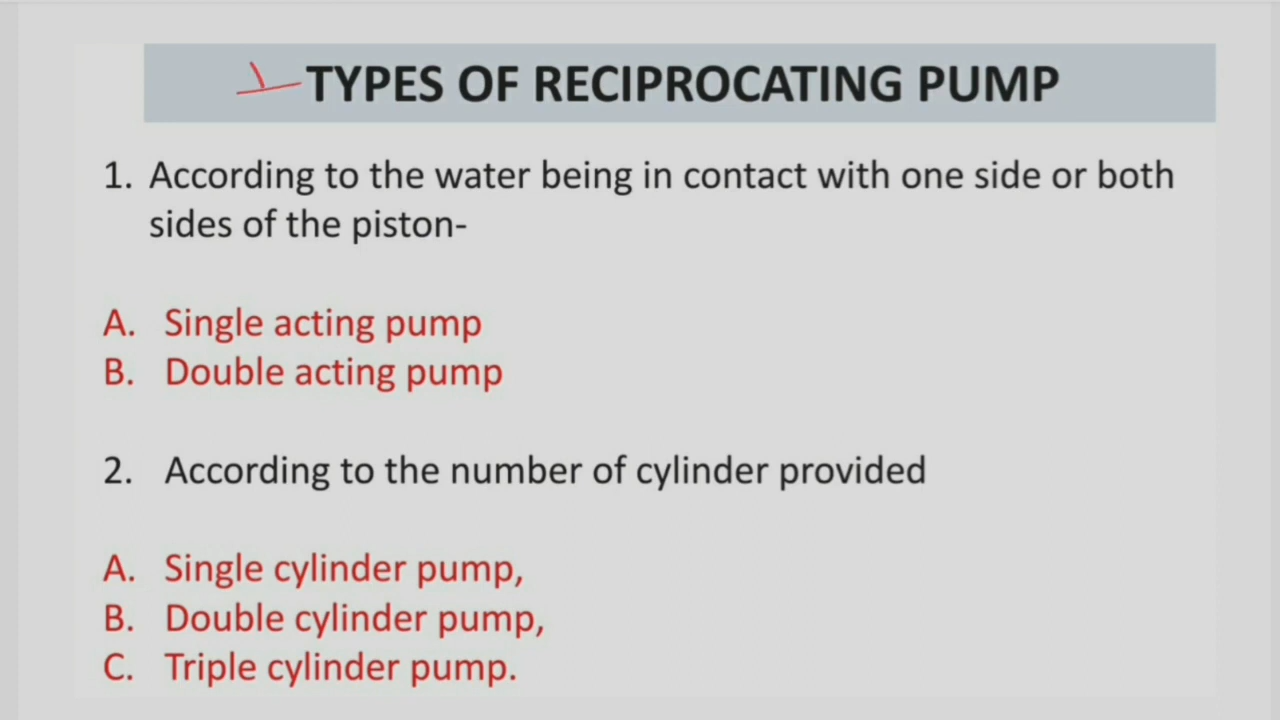 TYPES OF RECIPROCATING PUMP
1. According to the water being in contact with one side or both
sides of the piston-
A. Single acting pump
B. Double acting pump
2. According to the number of cylinder provided
A. Single cylinder pump,
B. Double cylinder pump,
C. Triple cylinder pump.